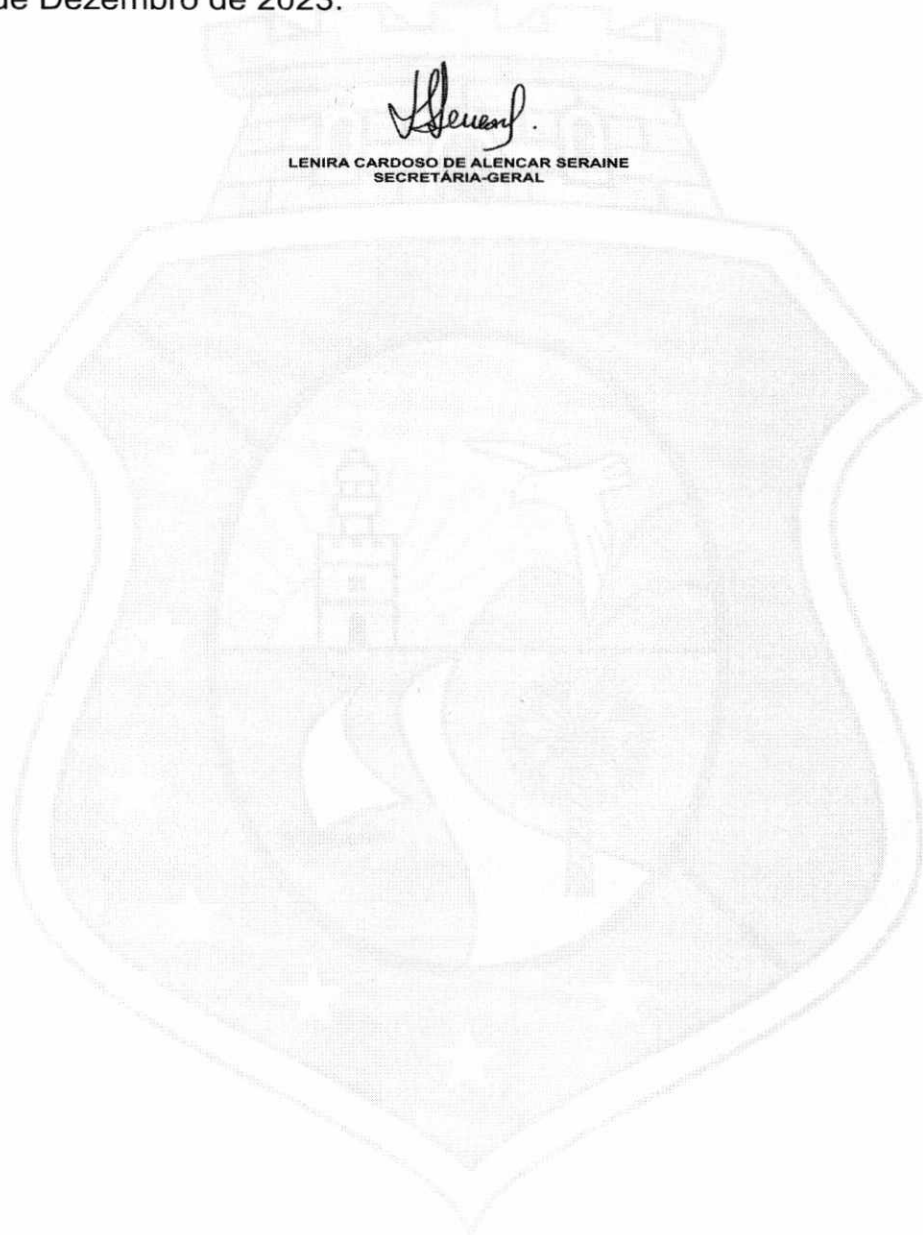 de Dezembro de 2023.
LENIRA CARDOSO DE ALENCAR SERAINE
SECRETÁRIA-GERAL